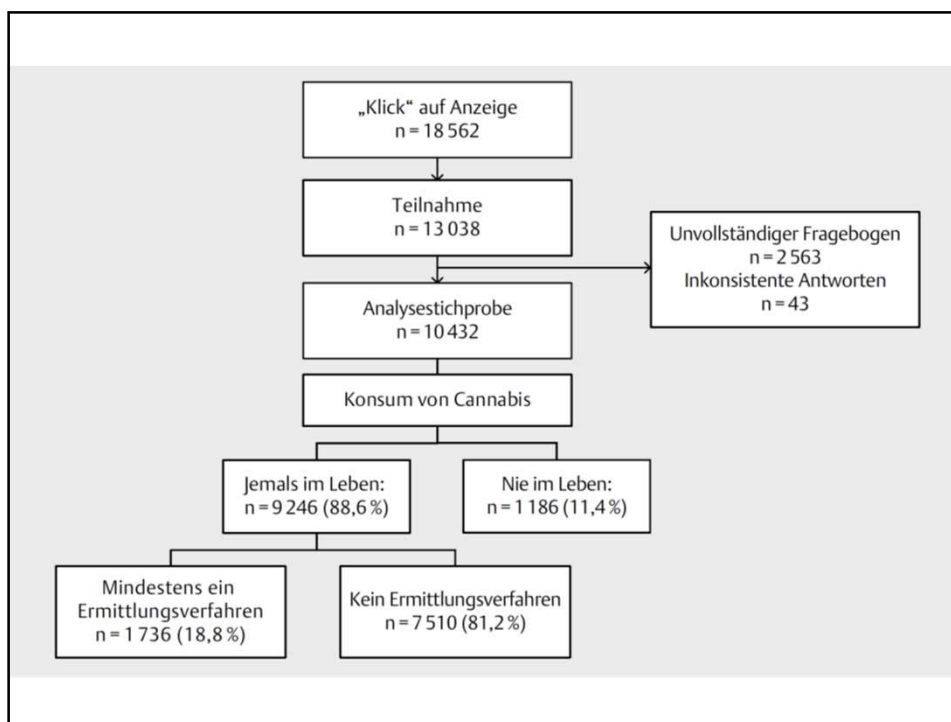 „Klick“ auf Anzeige
n = 18 562
Teilnahme
n = 13 038
Unvollständiger Fragebogen
n = 2 563
Inkonsistente Antworten
n = 43
Analysestichprobe
n = 10 432
Konsum von Cannabis
Jemals im Leben:
n = 9 246 (88,6 %)
Nie im Leben:
n = 1 186 (11,4 %)
Mindestens ein
Ermittlungsverfahren
n = 1 736 (18,8 %)
Kein Ermittlungsverfahren
n = 7 510 (81,2 %)